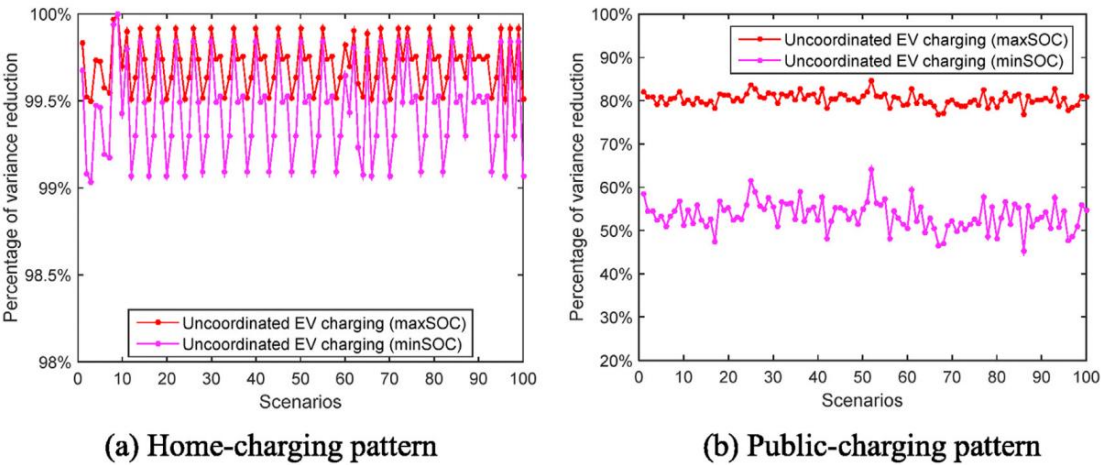 100%
99.5%
99%
98.5%
98%
Percentage of variance reduction
Uncoordinated EV charging (maxSOC)
Uncoordinated EV charging (minSOC)
0 10 20 30 40 50 60 70 80 90 100
Scenarios
(a) Home-charging pattern
100%
90%
80%
70%
60%
50%
40%
30%
20%
Percentage of variance reduction
Uncoordinated EV charging (maxSOC)
Uncoordinated EV charging (minSOC)
0 10 20 30 40 50 60 70 80 90 100
Scenarios
(b) Public-charging pattern